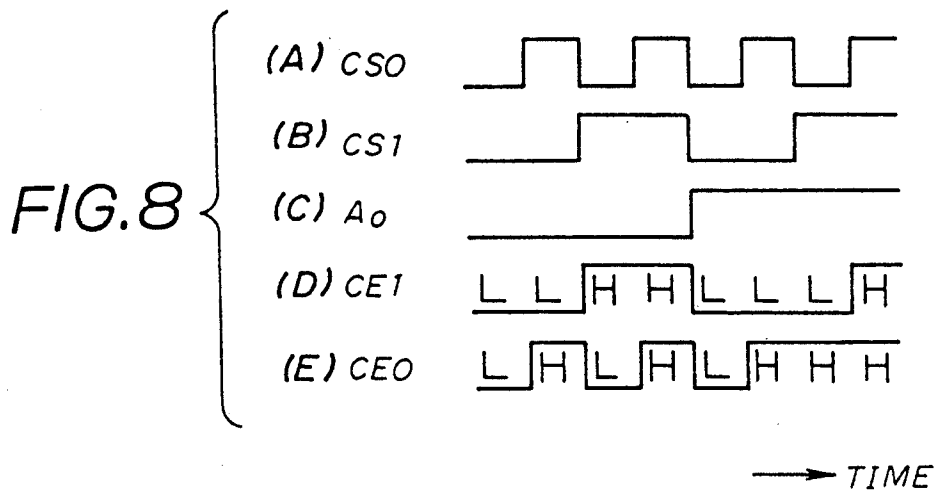 FIG.8
(A) CS0
(B) CS1
(C) A0
(D) CE1 L L H H L L L H
(E) CE0 L H L H L H H H
TIME